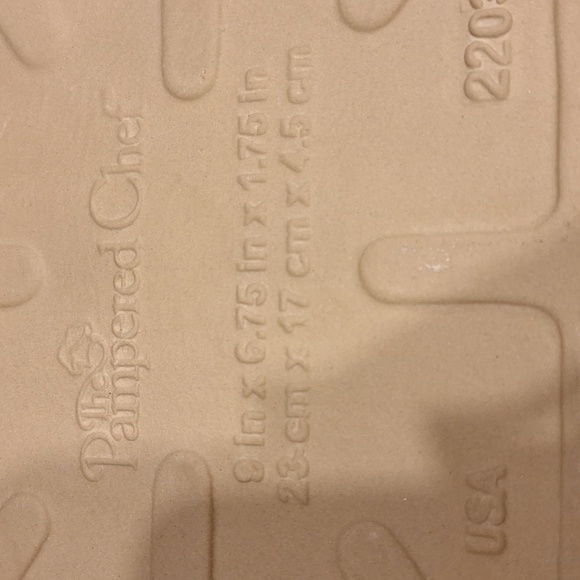 The
Pampered Chef
9 in x 6.75 in x 1.75 in
23 cm x 17 cm x 4.5 cm
USA